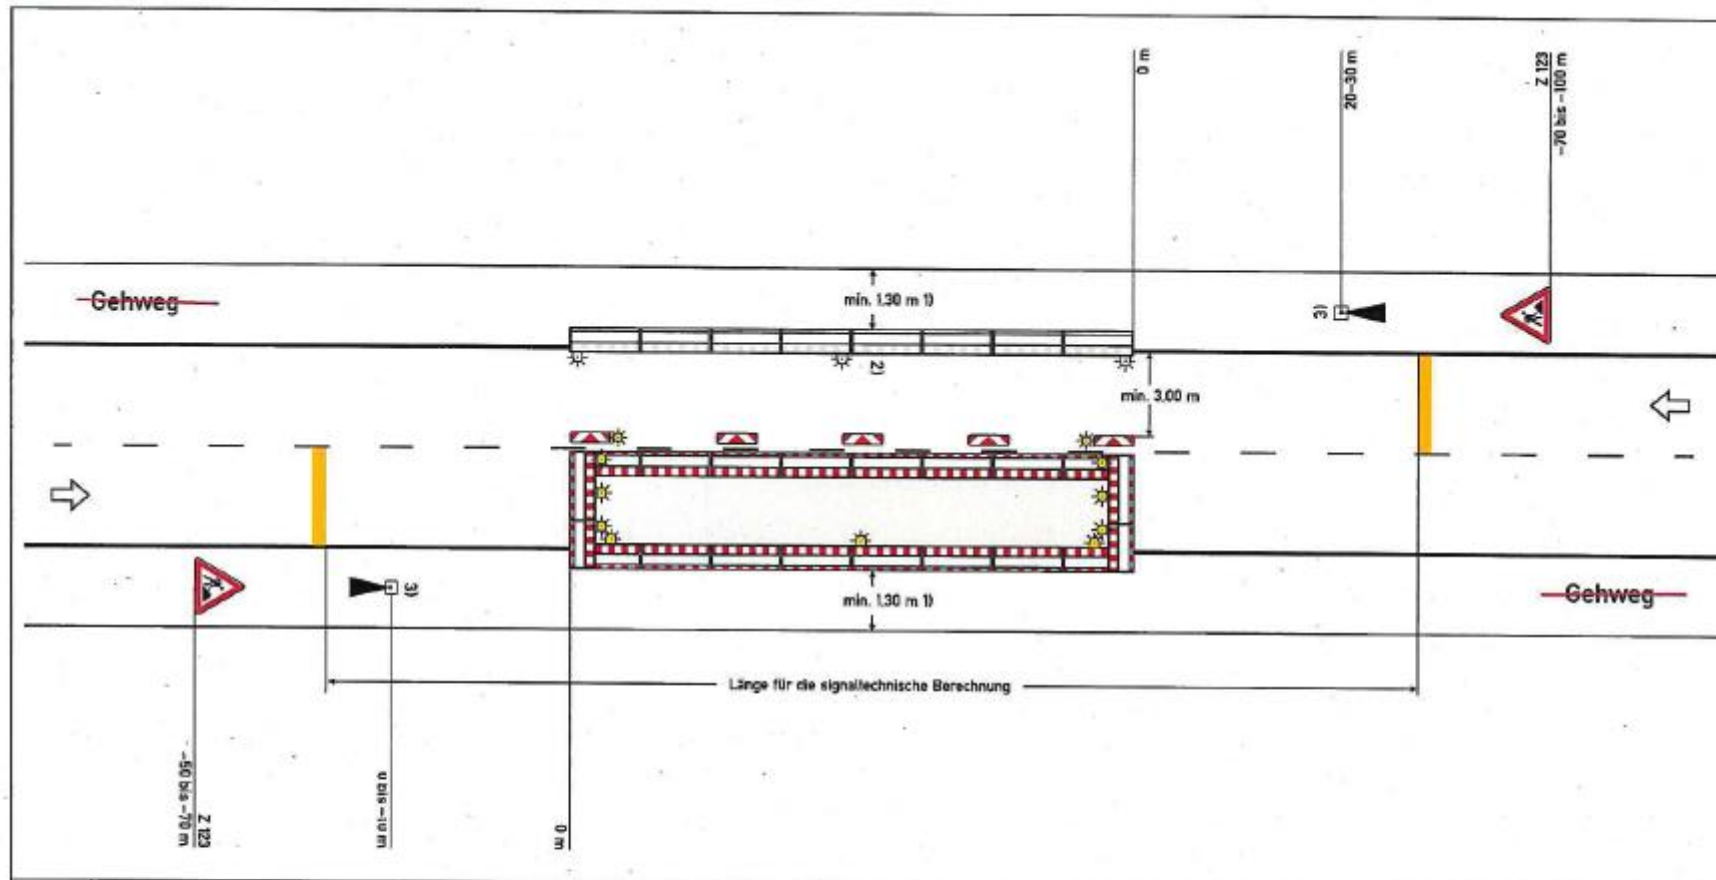 0 m
20–30 m
Z 123
–70 bis –100 m
Gehweg
min. 1,30 m 1)
3)
2)
min. 3,00 m
3)
min. 1,30 m 1)
Gehweg
Länge für die signaltechnische Berechnung
Z 123
–50 bis –70 m
0 bis –10 m
0 m